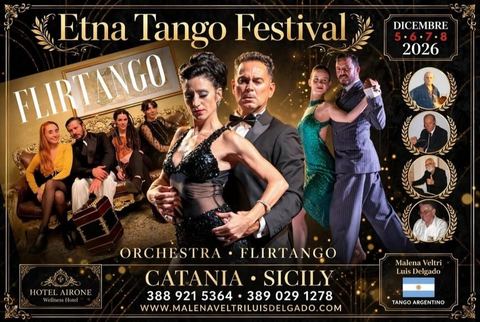 Etna Tango Festival
DICEMBRE
5·6·7·8
2026
FLIRTANGO
ORCHESTRA · FLIRTANGO
CATANIA · SICILY
388 921 5364 · 389 029 1278
WWW.MALENAVELTRILUISDELGADO.COM
HOTEL AIRONE
Wellness Hotel
Malena Veltri
Luis Delgado
TANGO ARGENTINO